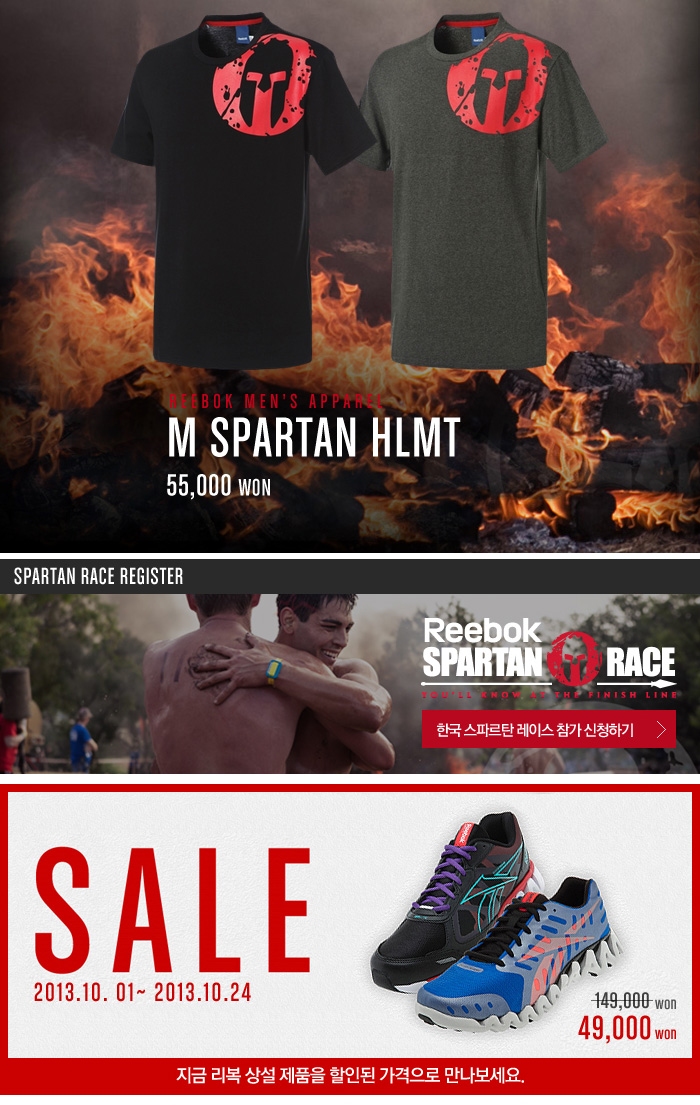 REEBOK MEN'S APPAREL
M SPARTAN HLMT
55,000 WON
SPARTAN RACE REGISTER
Reebok
SPARTAN RACE
YOU'LL KNOW AT THE FINISH LINE
한국 스파르탄 레이스 참가 신청하기
SALE
2013.10. 01~ 2013.10.24
149,000 won
49,000 won
지금 리복 상설 제품을 할인된 가격으로 만나보세요.